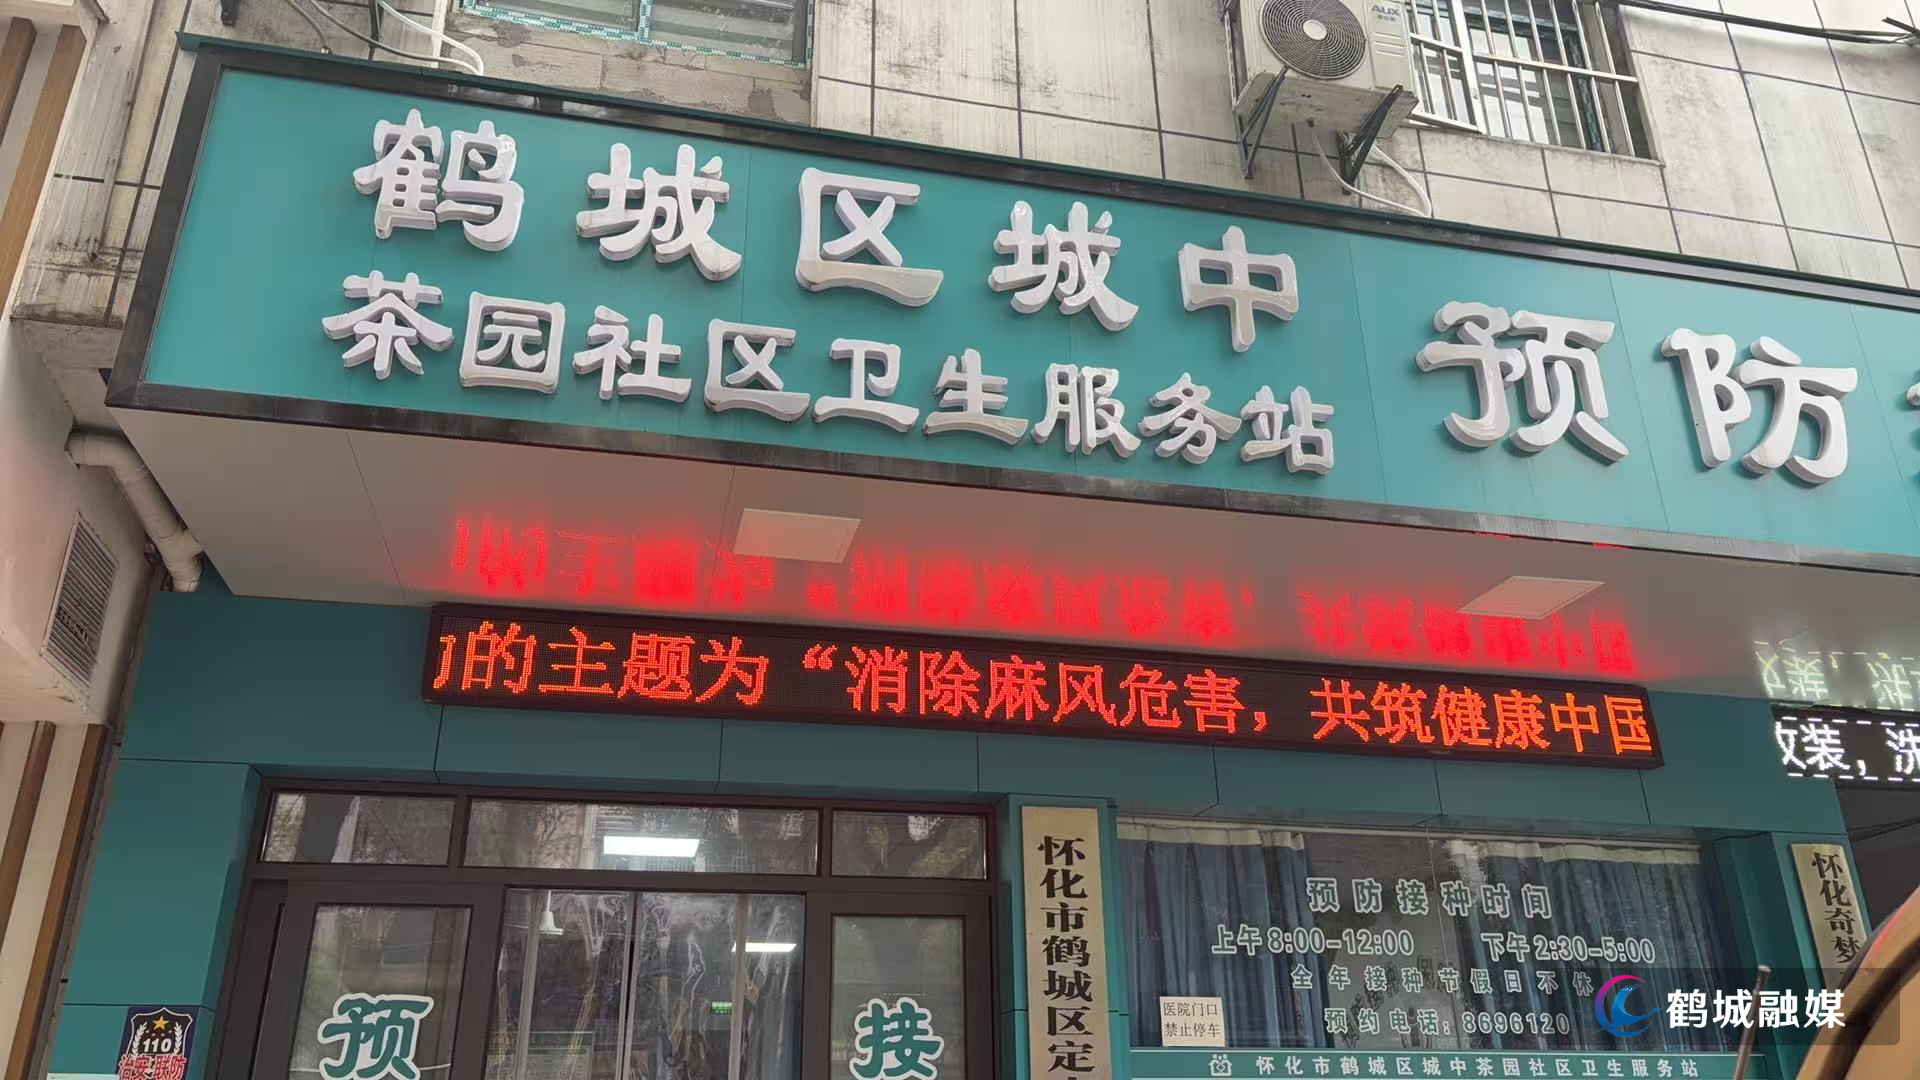 AUX
鹤城区城中
茶园社区卫生服务站
预防
的主题为“消除麻风危害，共筑健康中国
改装，洗
怀化市鹤城区定
怀化奇梦
预防接种时间
上午8:00-12:00 下午2:30-5:00
全年接种节假日不休
预约电话：8696120
医院门口
禁止停车
怀化市鹤城区城中茶园社区卫生服务站
预
接
110
治安联防
鹤城融媒